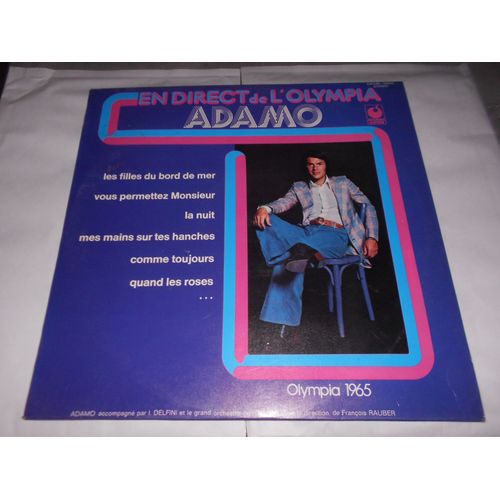 EN DIRECT de L'OLYMPIA
ADAMO
les filles du bord de mer
vous permettez Monsieur
la nuit
mes mains sur tes hanches
comme toujours
quand les roses
...
Olympia 1965
ADAMO accompagné par I. DELFINI et le grand orchestre direction de François RAUBER